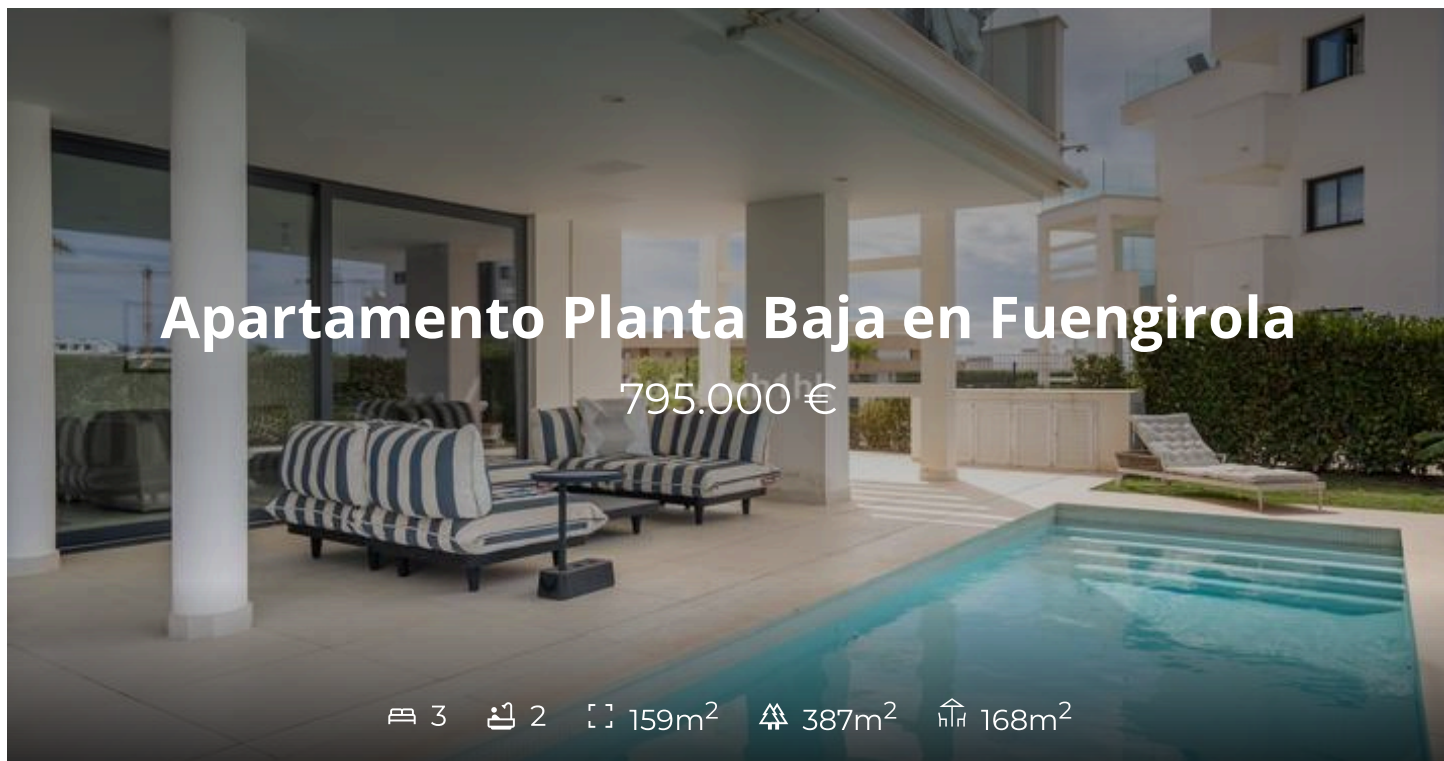 Apartamento Planta Baja en Fuengirola
795.000 €
3 2 159m² 387m² 168m²